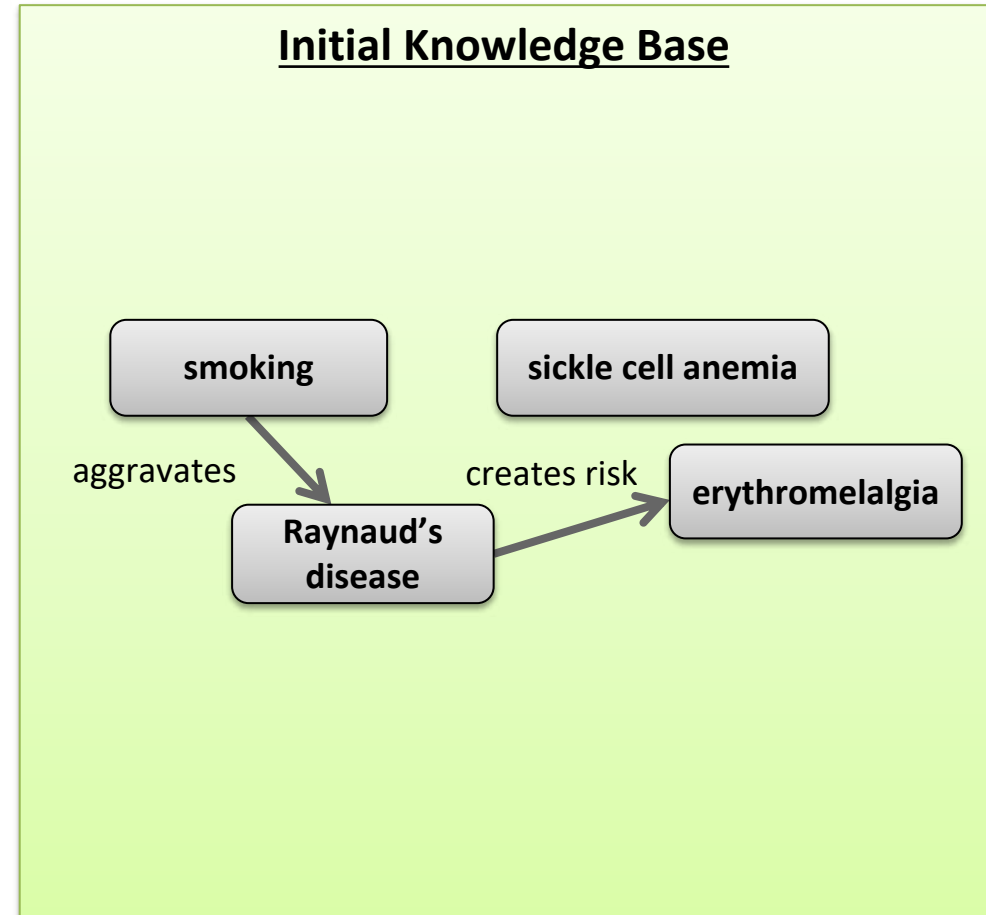 Initial Knowledge Base
smoking
sickle cell anemia
aggravates
creates risk
erythromelalgia
Raynaud’s
disease